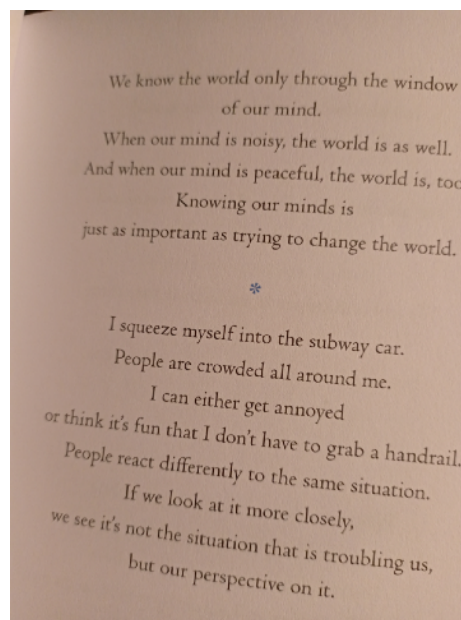 We know the world only through the window
of our mind.
When our mind is noisy, the world is as well.
And when our mind is peaceful, the world is, too
Knowing our minds is
just as important as trying to change the world.
*
I squeeze myself into the subway car.
People are crowded all around me.
I can either get annoyed
or think it's fun that I don't have to grab a handrail.
People react differently to the same situation.
If we look at it more closely,
we see it's not the situation that is troubling us,
but our perspective on it.